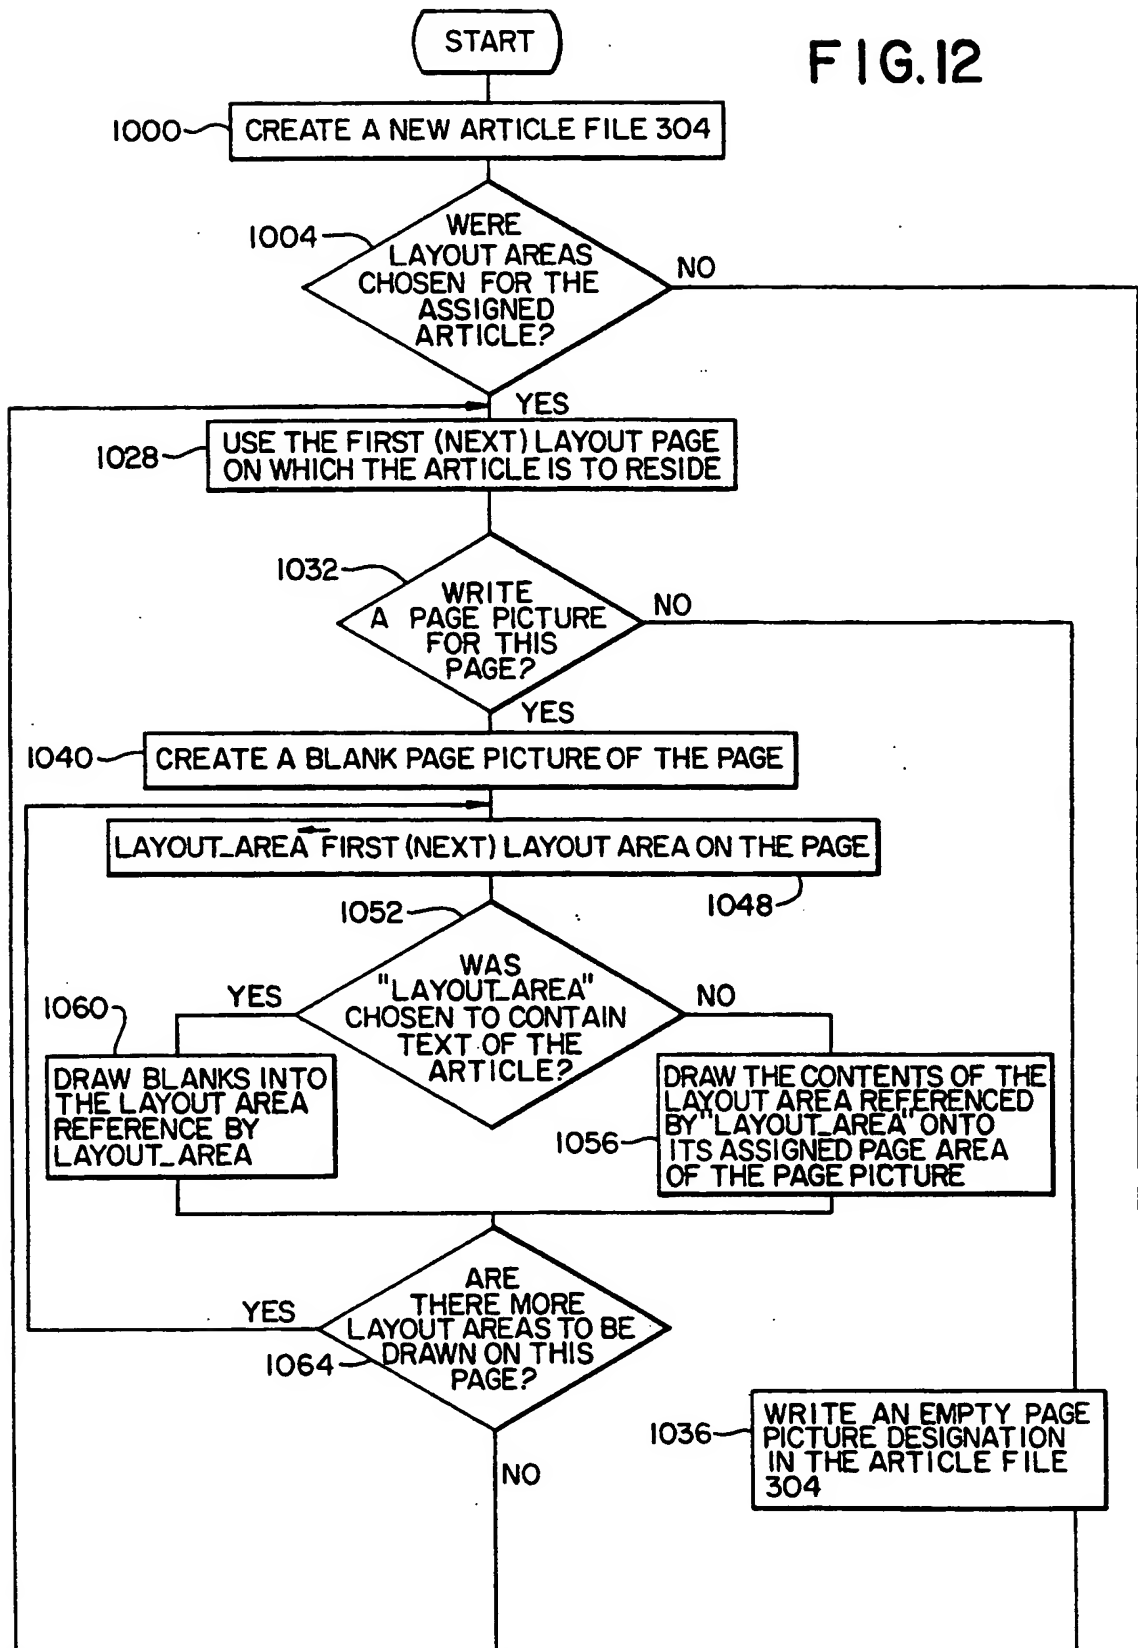 START
FIG. 12
1000
CREATE A NEW ARTICLE FILE 304
1004
WERE
LAYOUT AREAS
CHOSEN FOR THE
ASSIGNED
ARTICLE?
NO
YES
1028
USE THE FIRST (NEXT) LAYOUT PAGE
ON WHICH THE ARTICLE IS TO RESIDE
1032
WRITE
A PAGE PICTURE
FOR THIS
PAGE?
NO
YES
1040
CREATE A BLANK PAGE PICTURE OF THE PAGE
LAYOUT_AREA ← FIRST (NEXT) LAYOUT AREA ON THE PAGE
1048
1052
WAS
"LAYOUT_AREA"
CHOSEN TO CONTAIN
TEXT OF THE
ARTICLE?
YES
NO
1060
DRAW BLANKS INTO
THE LAYOUT AREA
REFERENCE BY
LAYOUT_AREA
1056
DRAW THE CONTENTS OF THE
LAYOUT AREA REFERENCED
BY "LAYOUT_AREA" ONTO
ITS ASSIGNED PAGE AREA
OF THE PAGE PICTURE
ARE
THERE MORE
LAYOUT AREAS TO BE
DRAWN ON THIS
PAGE?
YES
1064
NO
1036
WRITE AN EMPTY PAGE
PICTURE DESIGNATION
IN THE ARTICLE FILE
304